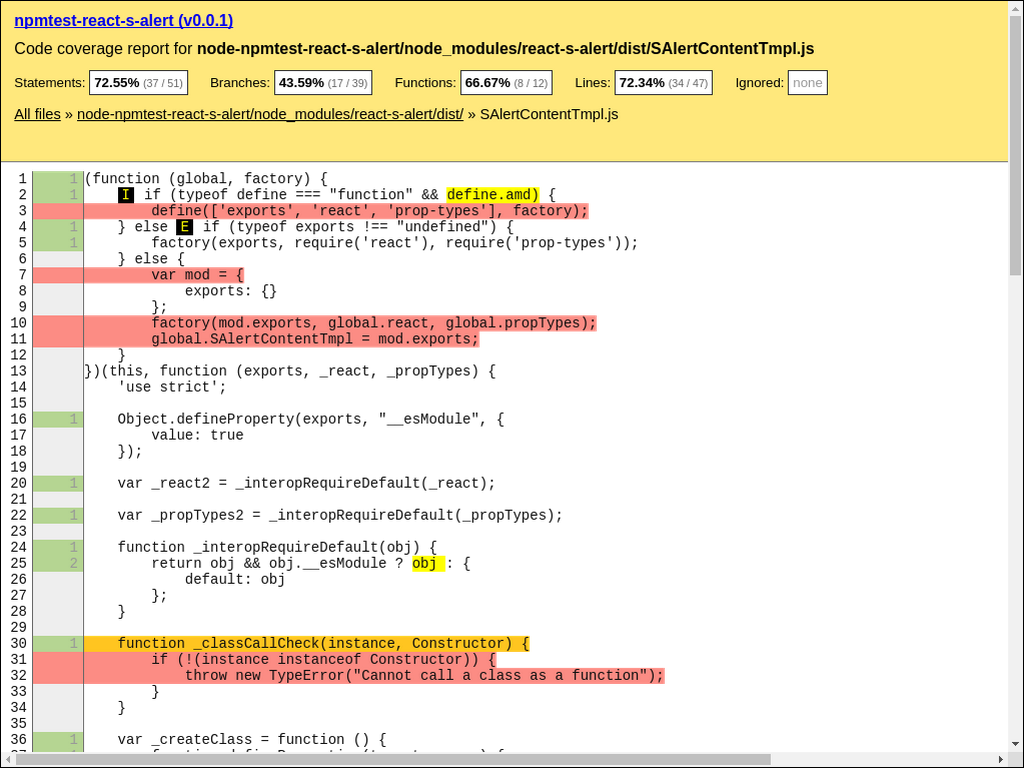 npmtest-react-s-alert (v0.0.1)
Code coverage report for node-npmtest-react-s-alert/node_modules/react-s-alert/dist/SAlertContentTmpl.js
Statements: 72.55% (37 / 51) Branches: 43.59% (17 / 39) Functions: 66.67% (8 / 12) Lines: 72.34% (34 / 47) Ignored: none
All files » node-npmtest-react-s-alert/node_modules/react-s-alert/dist/ » SAlertContentTmpl.js
1 1 (function (global, factory) {
2 1     I if (typeof define === "function" && define.amd) {
3         define(['exports', 'react', 'prop-types'], factory);
4 1     } else E if (typeof exports !== "undefined") {
5 1         factory(exports, require('react'), require('prop-types'));
6     } else {
7         var mod = {
8             exports: {}
9         };
10         factory(mod.exports, global.react, global.propTypes);
11         global.SAlertContentTmpl = mod.exports;
12     }
13 })(this, function (exports, _react, _propTypes) {
14     'use strict';
15
16 1     Object.defineProperty(exports, "__esModule", {
17         value: true
18     });
19
20 1     var _react2 = _interopRequireDefault(_react);
21
22 1     var _propTypes2 = _interopRequireDefault(_propTypes);
23
24 1     function _interopRequireDefault(obj) {
25 2         return obj && obj.__esModule ? obj : {
26             default: obj
27         };
28     }
29
30 1     function _classCallCheck(instance, Constructor) {
31         if (!(instance instanceof Constructor)) {
32             throw new TypeError("Cannot call a class as a function");
33         }
34     }
35
36 1     var _createClass = function () {